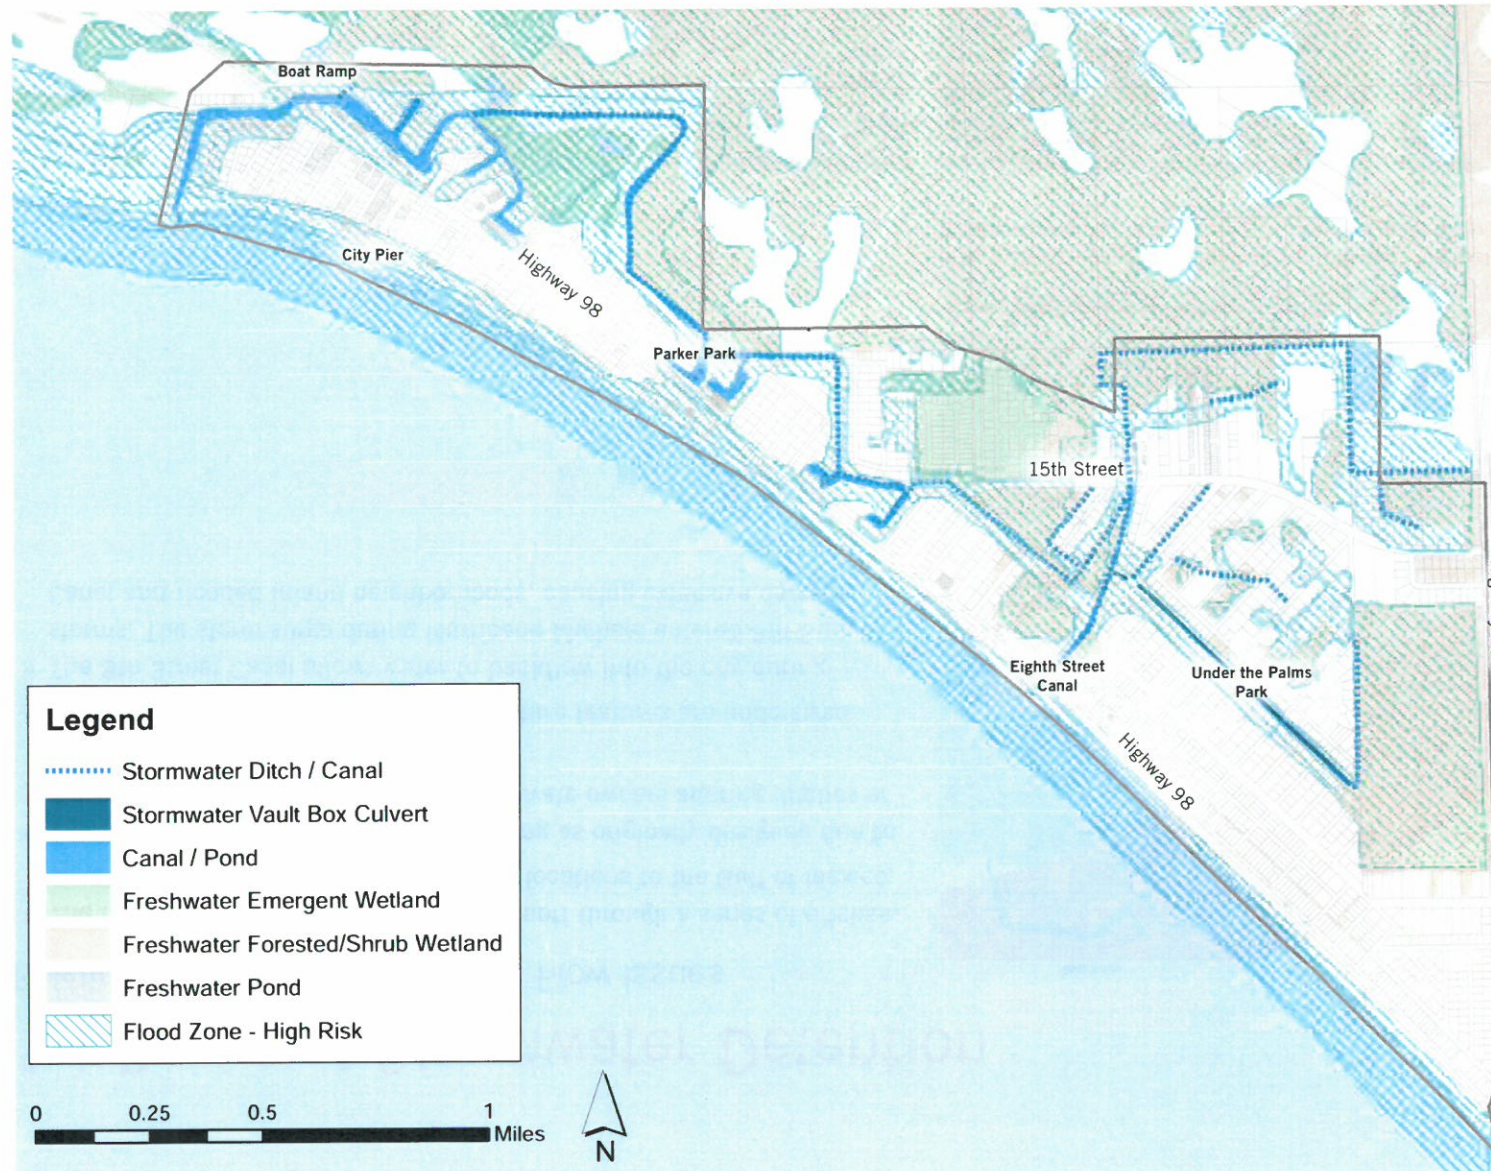 Boat Ramp
City Pier
Highway 98
Parker Park
15th Street
Eighth Street
Canal
Under the Palms
Park
Highway 98
Legend
Stormwater Ditch / Canal
Stormwater Vault Box Culvert
Canal / Pond
Freshwater Emergent Wetland
Freshwater Forested/Shrub Wetland
Freshwater Pond
Flood Zone - High Risk
0 0.25 0.5 1
Miles
N